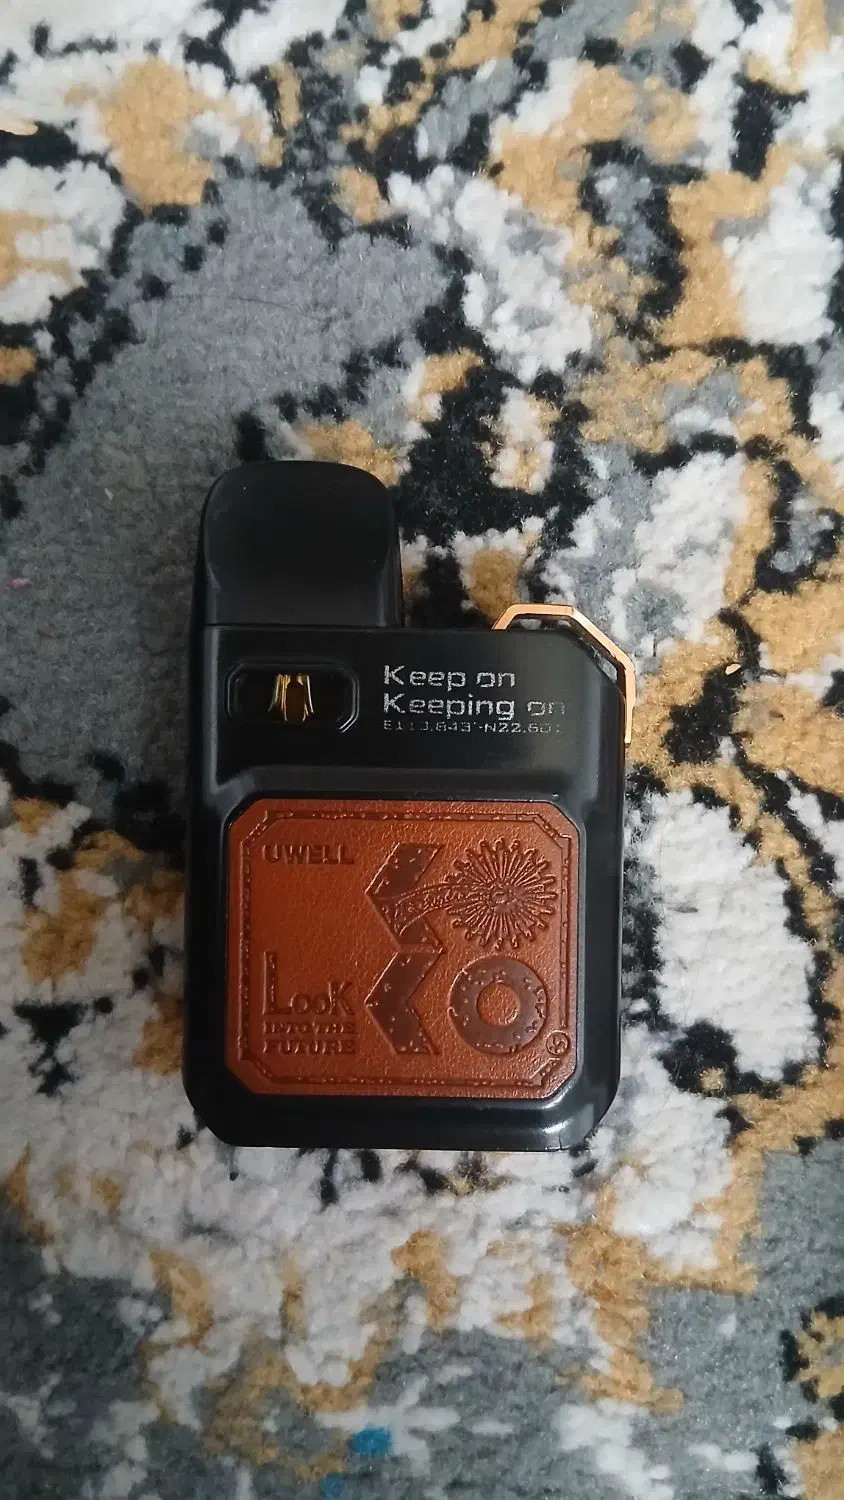 Keep on
Keeping on
UWELL
LOOK
INTO THE
FUTURE